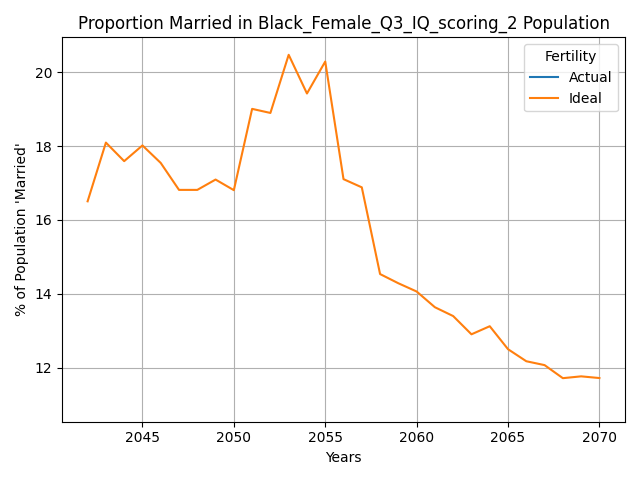 Proportion Married in Black_Female_Q3_IQ_scoring_2 Population
Fertility
Actual
Ideal
% of Population 'Married'
20
18
16
14
12
2045 2050 2055 2060 2065 2070
Years